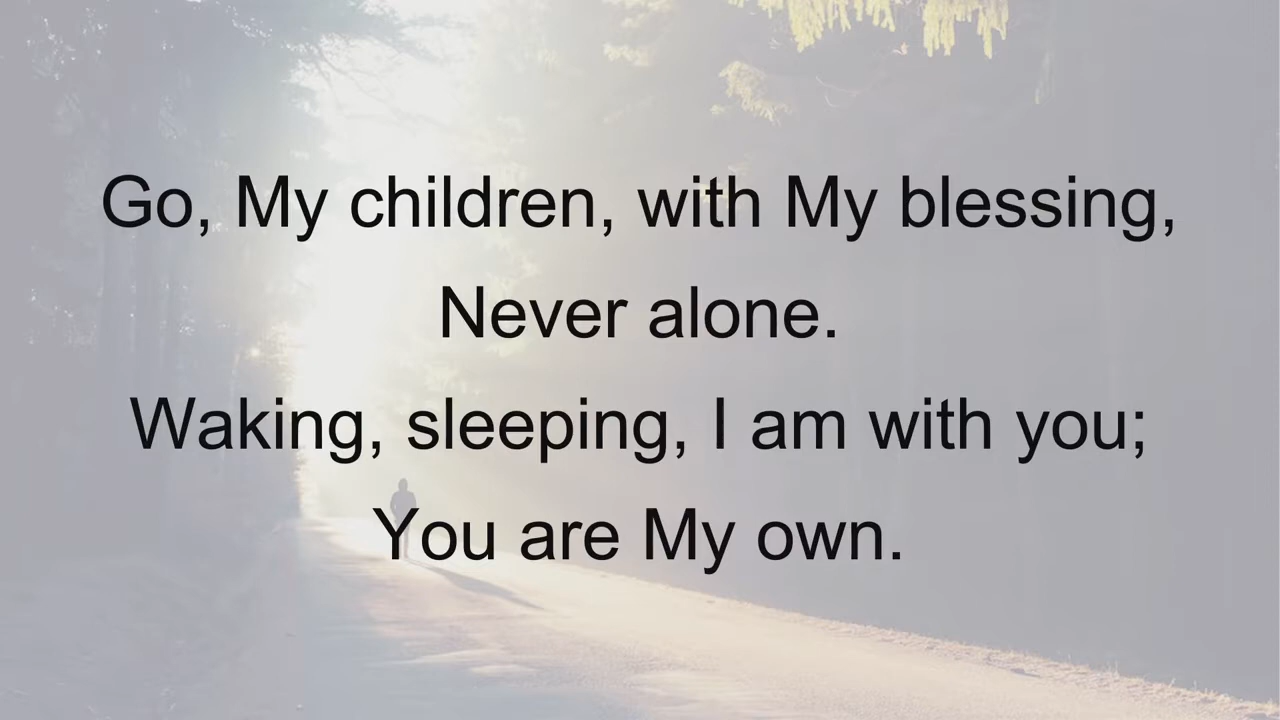 Go, My children, with My blessing,
Never alone.
Waking, sleeping, I am with you;
You are My own.